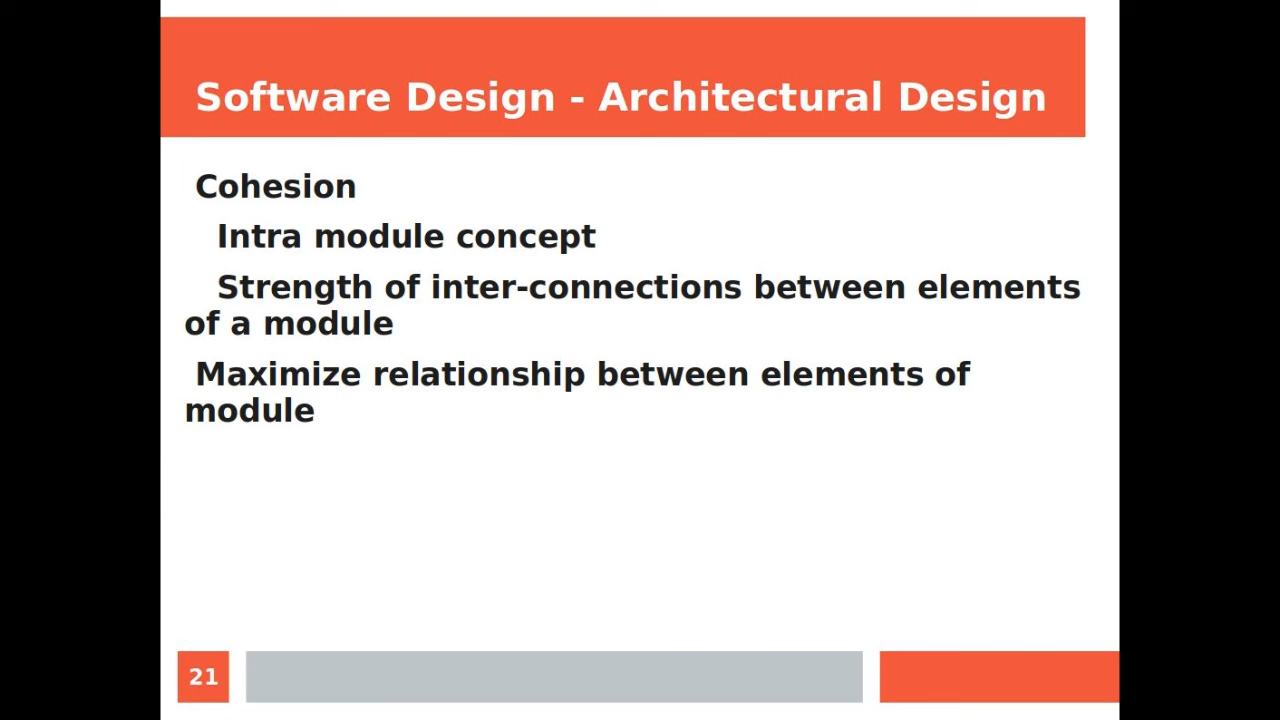 Software Design - Architectural Design
Cohesion
Intra module concept
Strength of inter-connections between elements
of a module
Maximize relationship between elements of
module
21